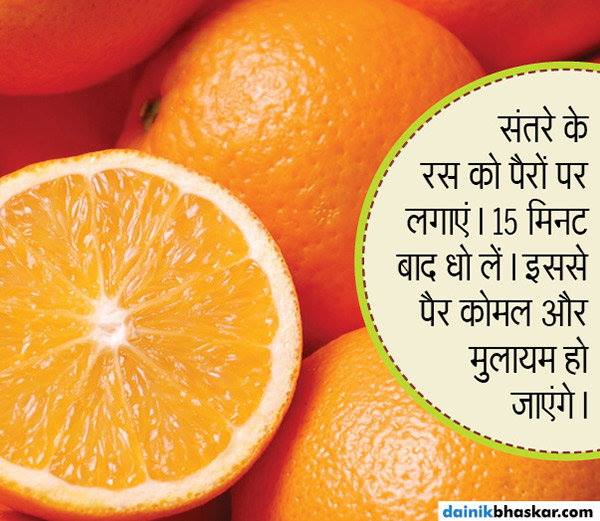 संतरे के
रस को पैरों पर
लगाएं। 15 मिनट
बाद धो लें। इससे
पैर कोमल और
मुलायम हो
जाएंगे।
dainikbhaskar.com